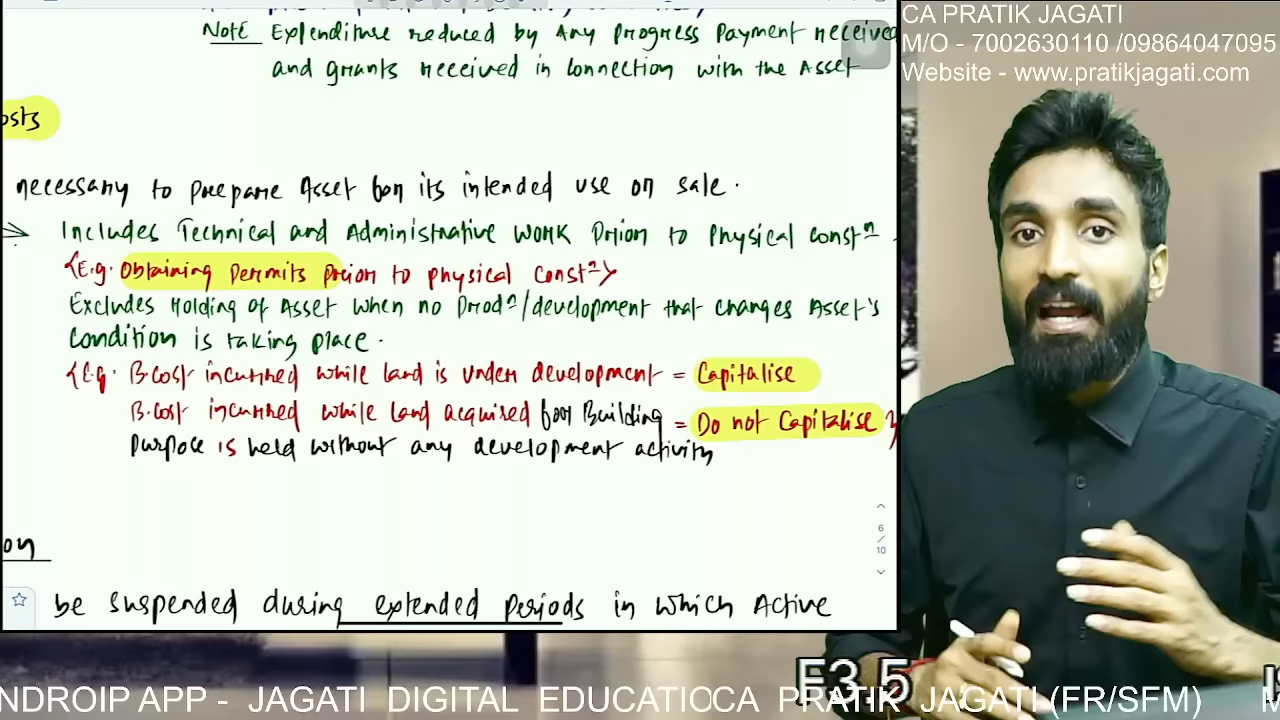 Note Expenditure reduced by Any Progress Payment received
and grants received in connection with the Asset
osts
necessary to prepare Asset for its intended use or sale.
Includes Technical and Administrative work Prior to Physical constⁿ.
{E.g. Obtaining Permits prior to physical constⁿ}
Excludes Holding of Asset when no Prodⁿ/development that changes Asset's
condition is taking place.
{E.g. B.cost incurred while land is under development = Capitalise
B.cost incurred while land acquired for Building = Do not Capitalise }
Purpose is held without any development activity
on
be suspended during extended periods in which Active
6
/
10
CA PRATIK JAGATI
M/O - 7002630110 /09864047095
Website - www.pratikjagati.com
F3.5
NDROIP APP - JAGATI DIGITAL EDUCATIOCA PRATIK JAGATI (FR/SFM) M